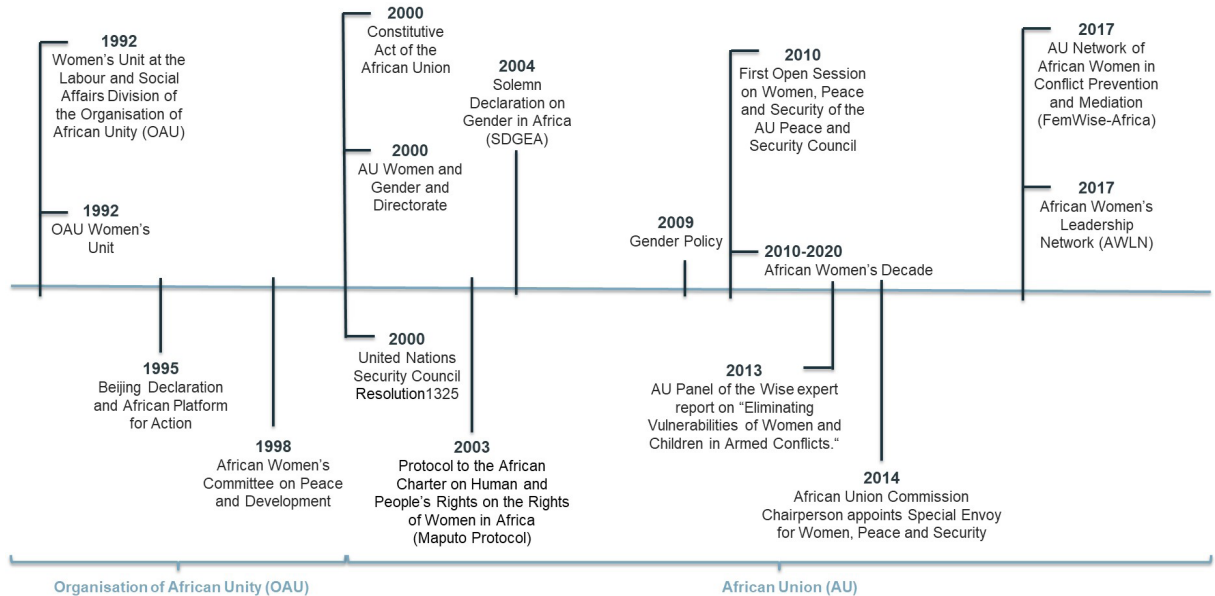 1992
Women's Unit at the
Labour and Social
Affairs Division of
the Organisation of
African Unity (OAU)
1992
OAU Women's
Unit
1995
Beijing Declaration
and African Platform
for Action
1998
African Women's
Committee on Peace
and Development
2000
Constitutive
Act of the
African Union
2000
AU Women and
Gender and
Directorate
2000
United Nations
Security Council
Resolution1325
2003
Protocol to the African
Charter on Human and
People's Rights on the Rights
of Women in Africa
(Maputo Protocol)
2004
Solemn
Declaration on
Gender in Africa
(SDGEA)
2009
Gender Policy
2010
First Open Session
on Women, Peace
and Security of the
AU Peace and
Security Council
2010-2020
African Women's Decade
2013
AU Panel of the Wise expert
report on “Eliminating
Vulnerabilities of Women and
Children in Armed Conflicts.“
2014
African Union Commission
Chairperson appoints Special Envoy
for Women, Peace and Security
2017
AU Network of
African Women in
Conflict Prevention
and Mediation
(FemWise-Africa)
2017
African Women's
Leadership
Network (AWLN)
Organisation of African Unity (OAU)
African Union (AU)